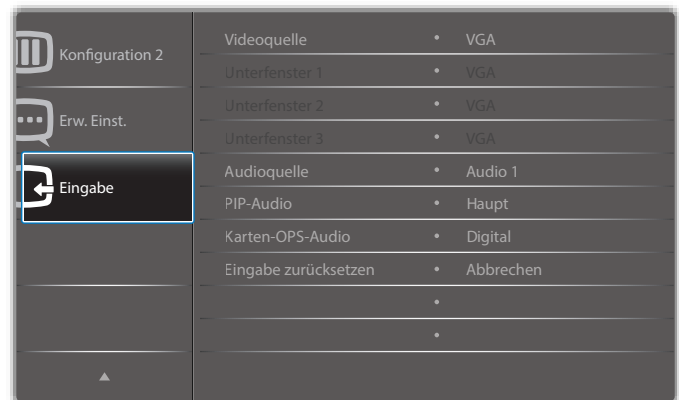 Konfiguration 2
Erw. Einst.
Eingabe
Videoquelle • VGA
Unterfenster 1 • VGA
Unterfenster 2 • VGA
Unterfenster 3 • VGA
Audioquelle • Audio 1
PIP-Audio • Haupt
Karten-OPS-Audio • Digital
Eingabe zurücksetzen • Abbrechen
•
•